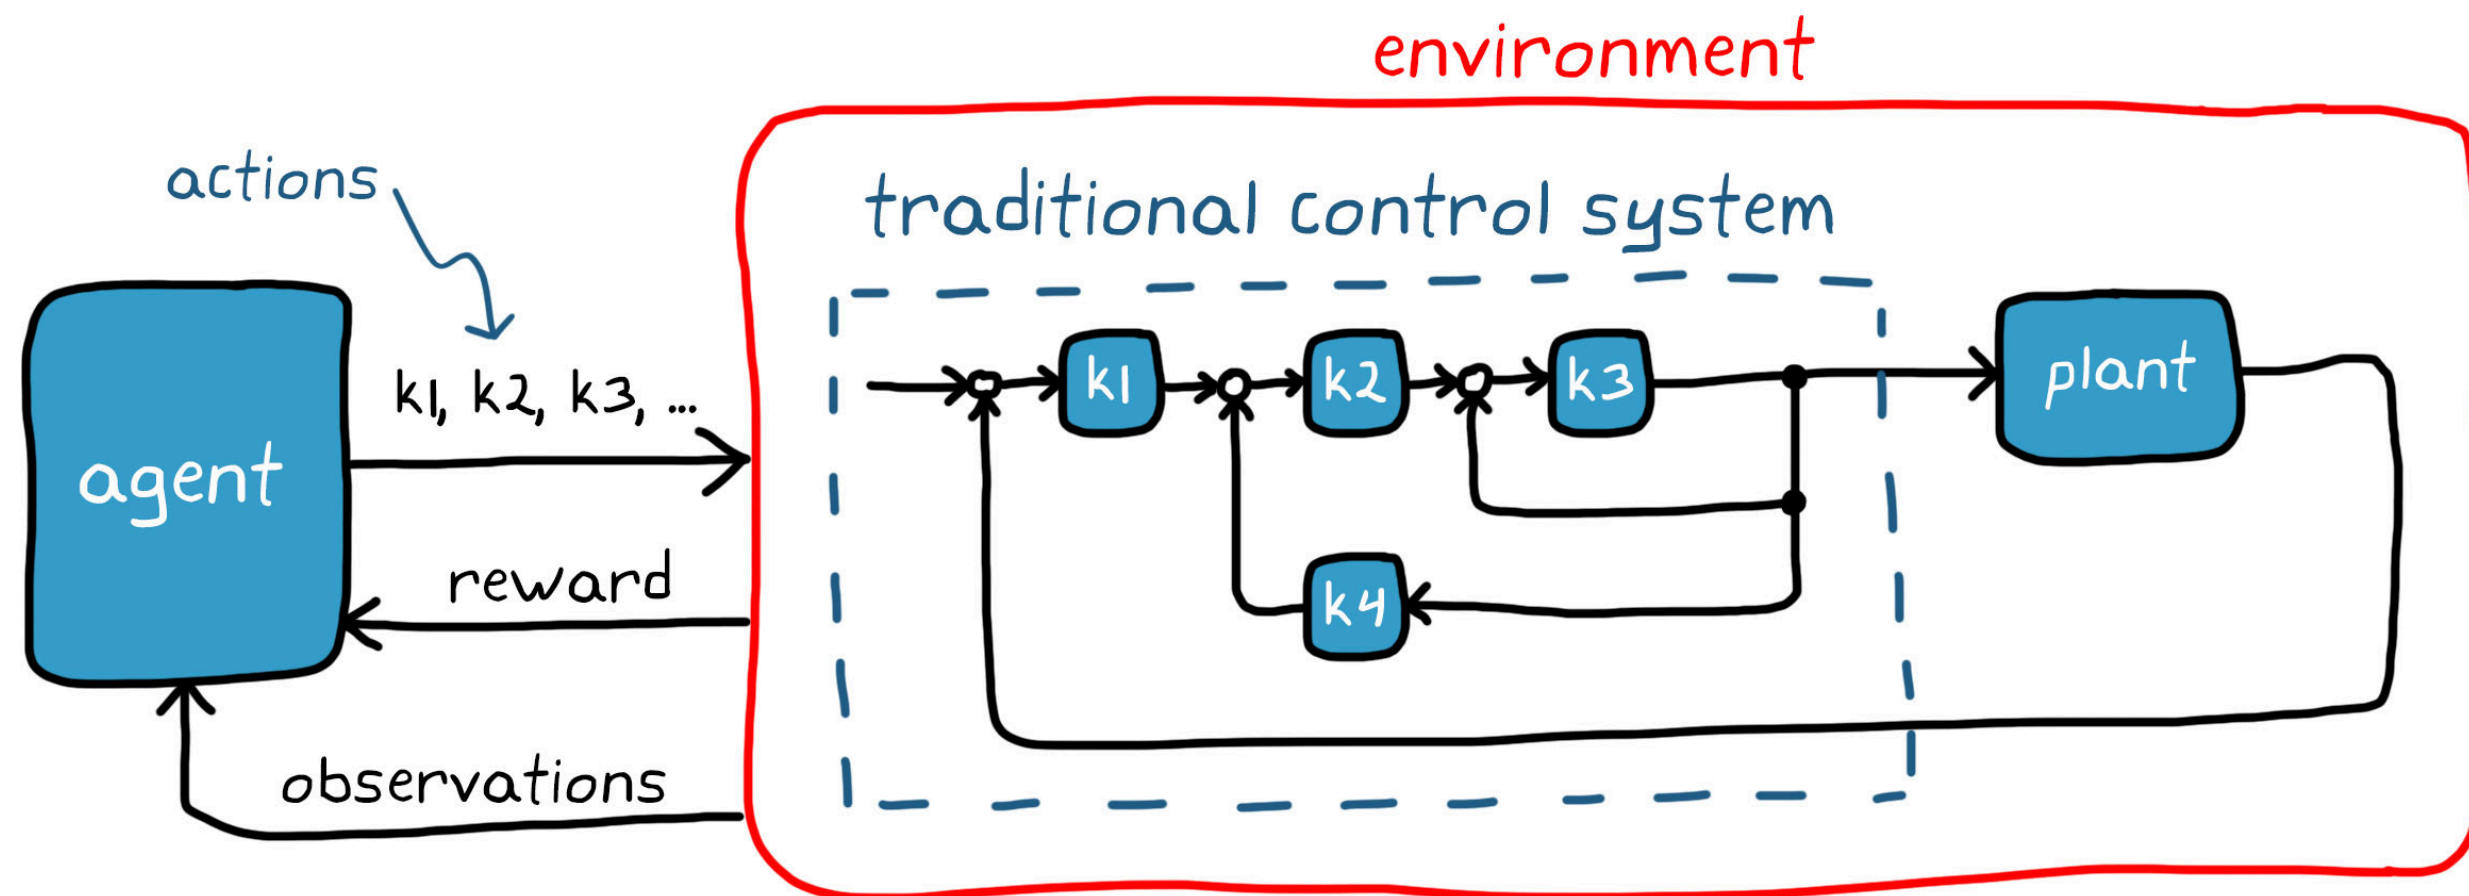 environment
actions
traditional control system
k1, k2, k3, ...
agent
k1
k2
k3
plant
reward
k4
observations